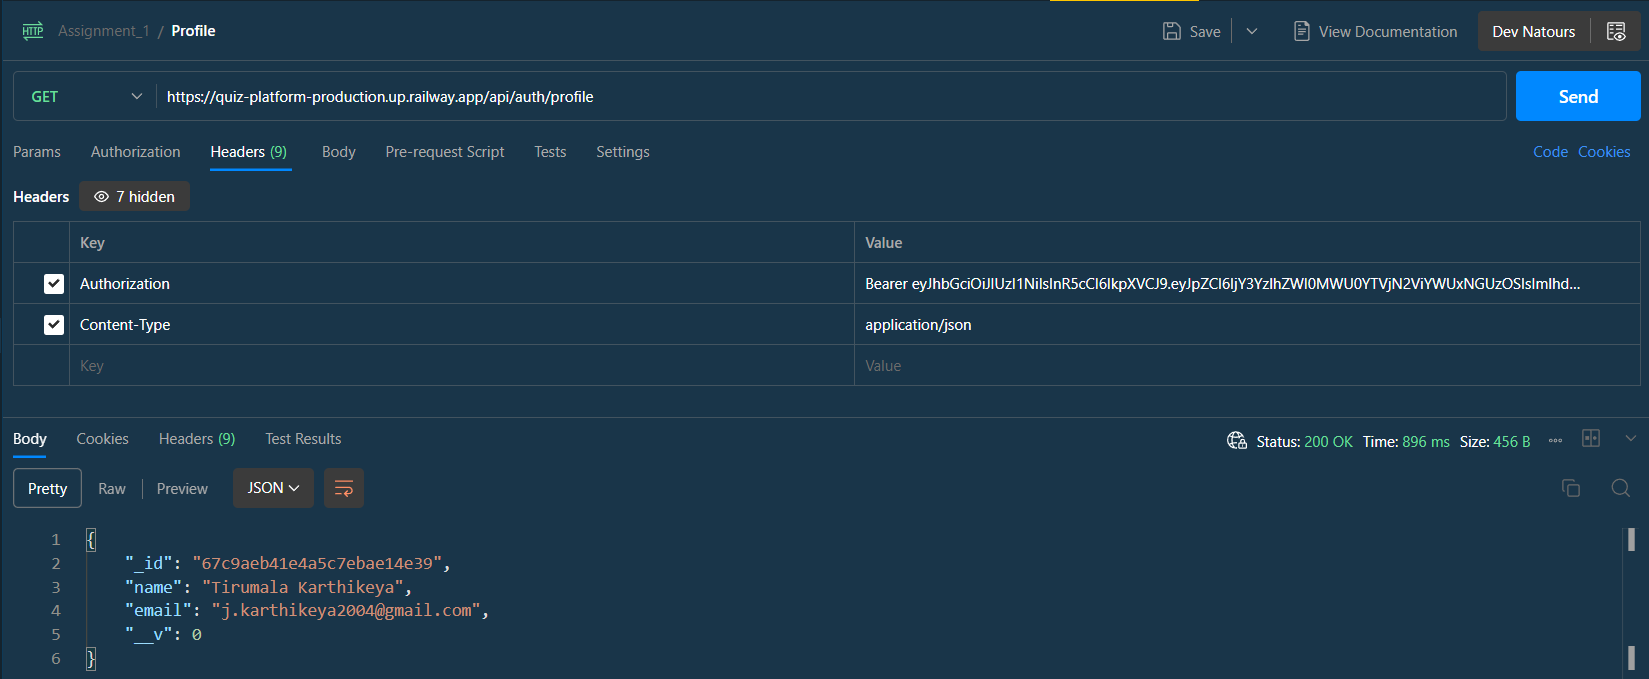 HTTP Assignment_1 / Profile Save View Documentation Dev Natours
GET https://quiz-platform-production.up.railway.app/api/auth/profile Send
Params Authorization Headers (9) Body Pre-request Script Tests Settings Code Cookies
Headers 7 hidden
Key Value
Authorization Bearer eyJhbGciOiJIUzI1NiIsInR5cCI6IkpXVCJ9.eyJpZCI6IjY3YzlhZWI0MWU0YTVjN2ViYWUxNGUzOSIsImlhd...
Content-Type application/json
Key Value
Body Cookies Headers (9) Test Results Status: 200 OK Time: 896 ms Size: 456 B
Pretty Raw Preview JSON
1 {
2 "_id": "67c9aeb41e4a5c7ebae14e39",
3 "name": "Tirumala Karthikeya",
4 "email": "j.karthikeya2004@gmail.com",
5 "__v": 0
6 }